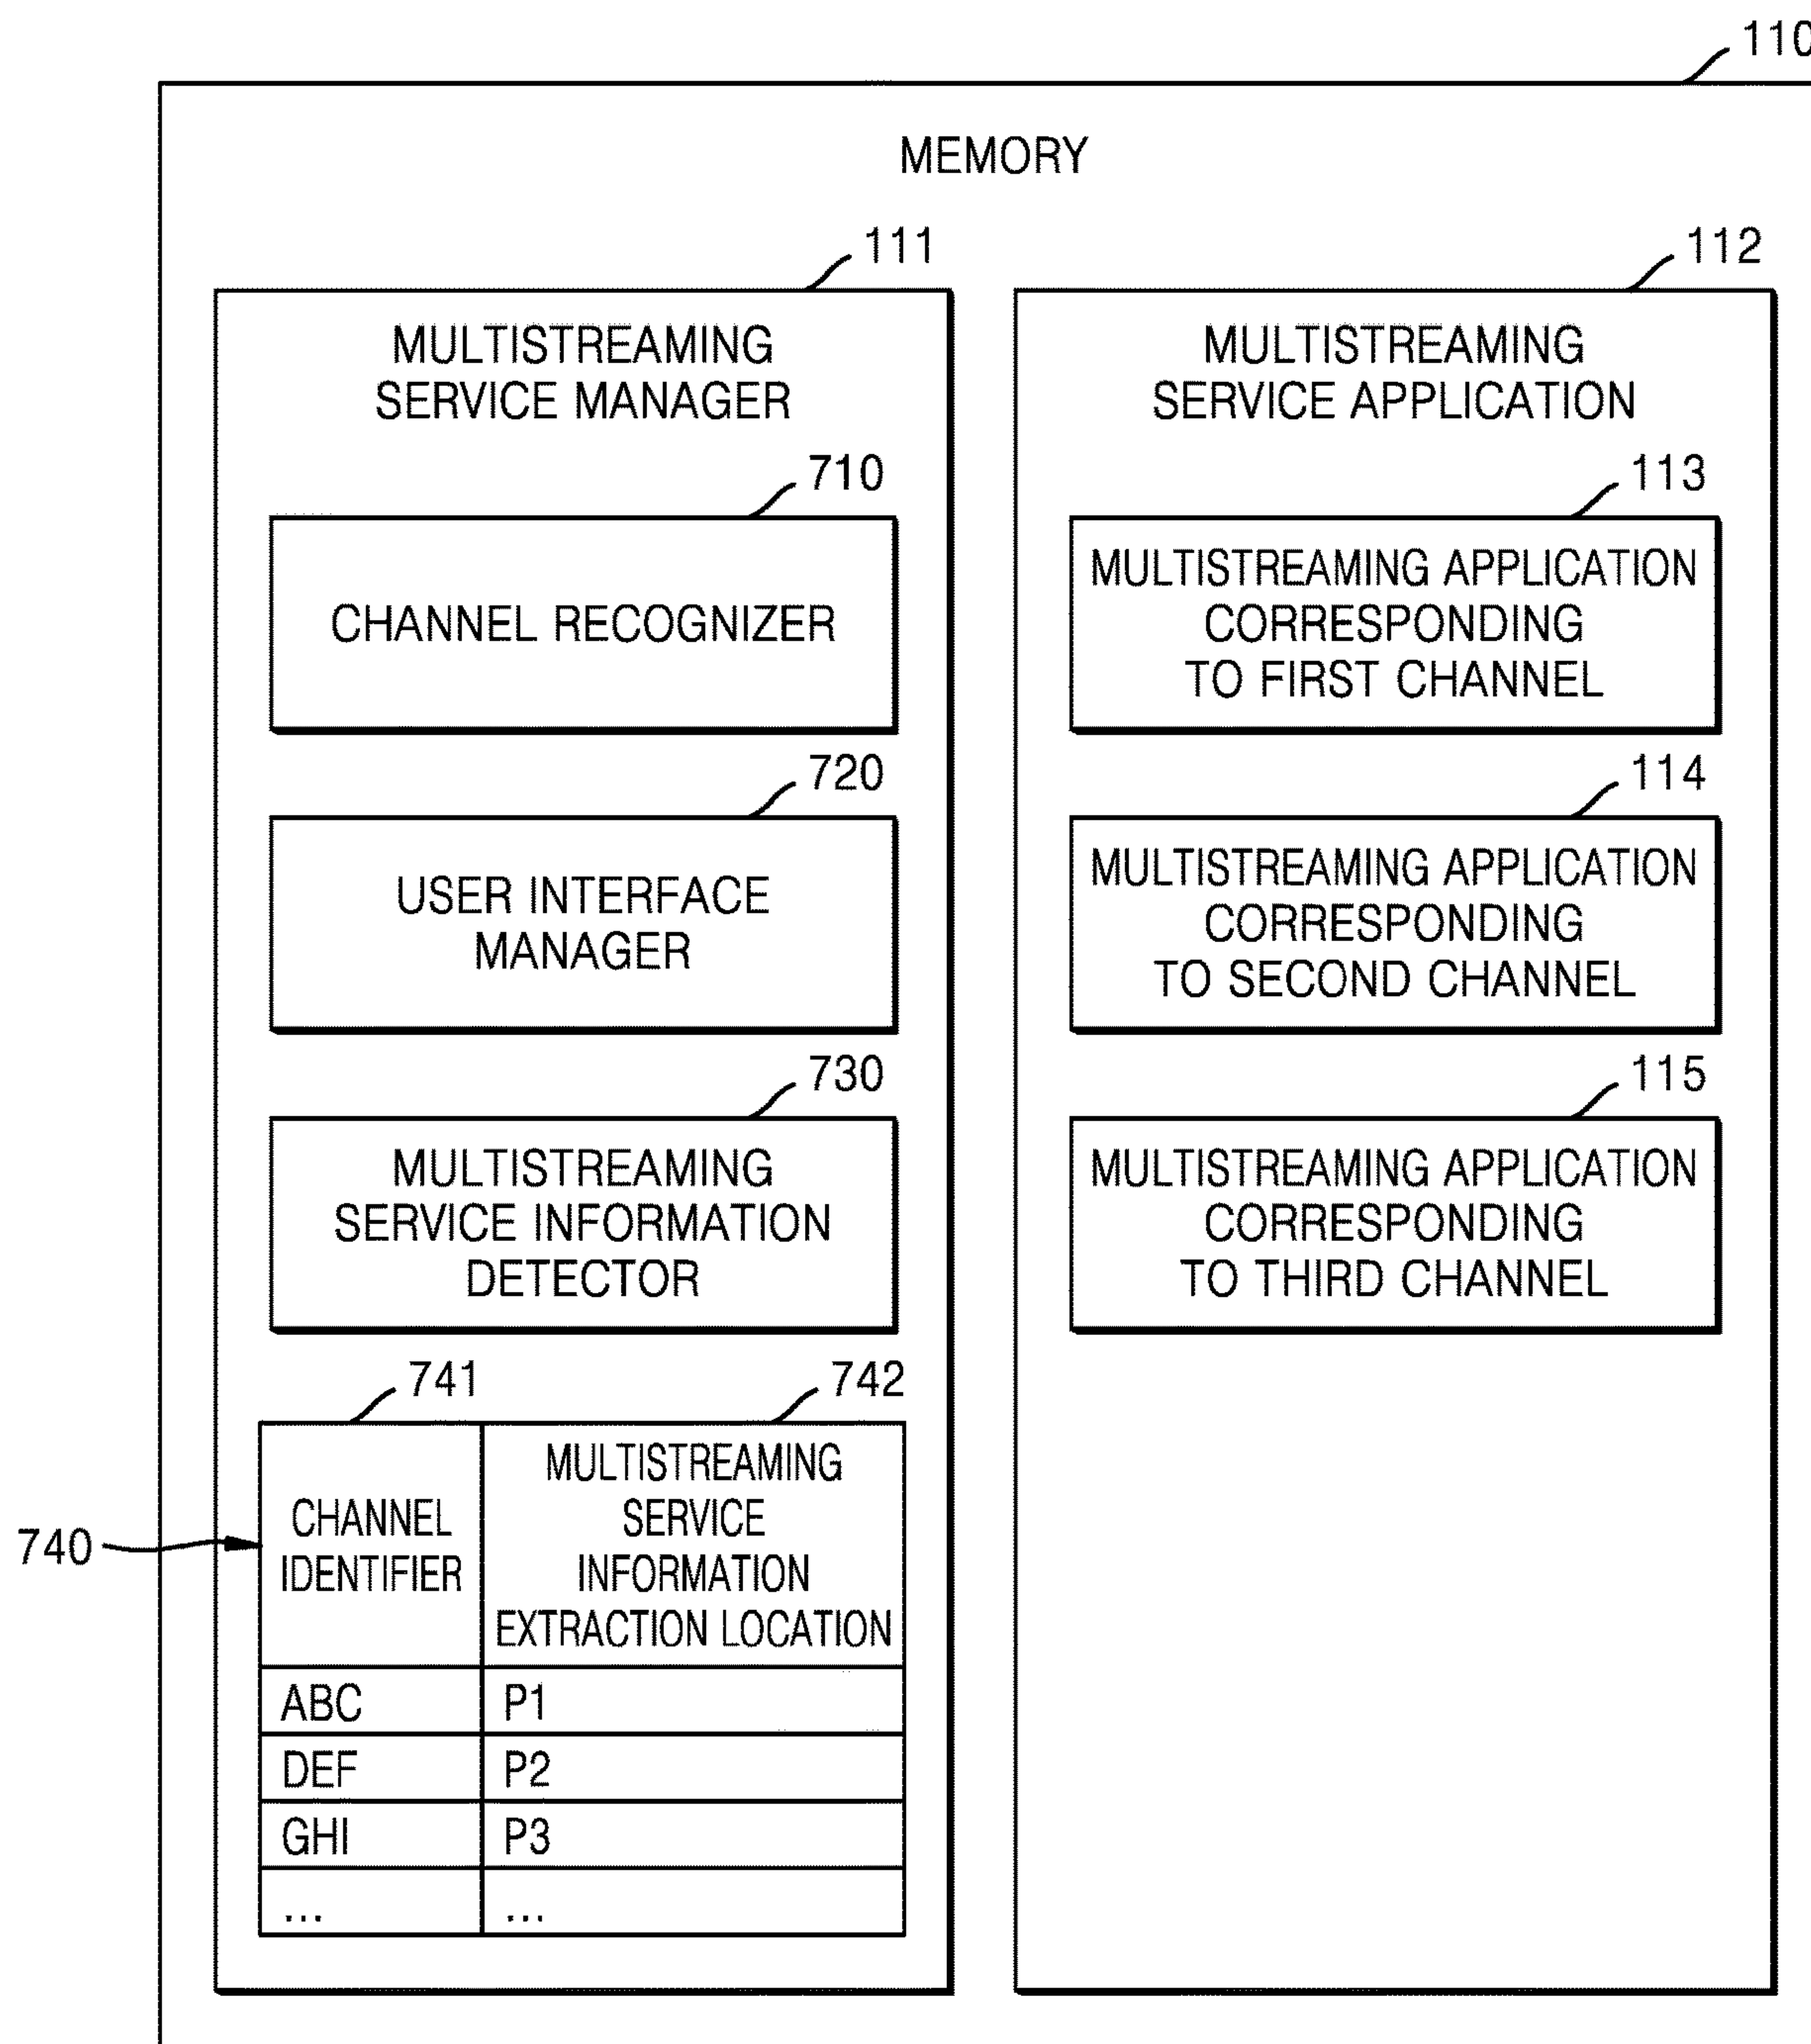 110
MEMORY
111
MULTISTREAMING
SERVICE MANAGER
710
CHANNEL RECOGNIZER
720
USER INTERFACE
MANAGER
730
MULTISTREAMING
SERVICE INFORMATION
DETECTOR
740
741
CHANNEL
IDENTIFIER
742
MULTISTREAMING
SERVICE
INFORMATION
EXTRACTION LOCATION
ABC P1
DEF P2
GHI P3
... ...
112
MULTISTREAMING
SERVICE APPLICATION
113
MULTISTREAMING APPLICATION
CORRESPONDING
TO FIRST CHANNEL
114
MULTISTREAMING APPLICATION
CORRESPONDING
TO SECOND CHANNEL
115
MULTISTREAMING APPLICATION
CORRESPONDING
TO THIRD CHANNEL